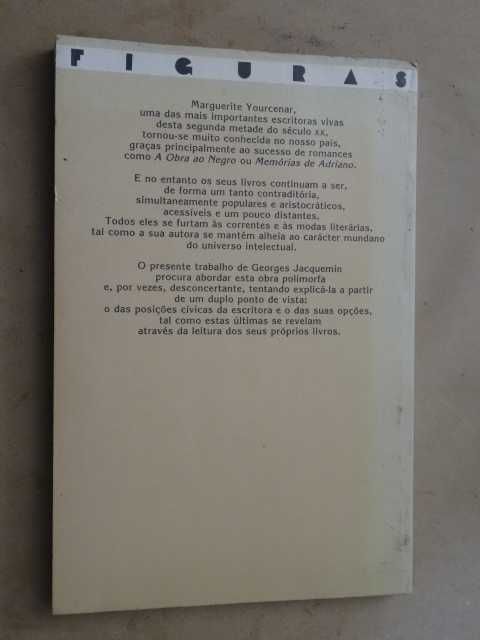 FIGURAS
Marguerite Yourcenar,
uma das mais importantes escritoras vivas
desta segunda metade do século XX,
tornou-se muito conhecida no nosso país,
graças principalmente ao sucesso de romances
como A Obra ao Negro ou Memórias de Adriano.
E no entanto os seus livros continuam a ser,
de forma um tanto contraditória,
simultaneamente populares e aristocráticos,
acessíveis e um pouco distantes.
Todos eles se furtam às correntes e às modas literárias,
tal como a sua autora se mantém alheia ao carácter mundano
do universo intelectual.
O presente trabalho de Georges Jacquemin
procura abordar esta obra polimorfa
e, por vezes, desconcertante, tentando explicá-la a partir
de um duplo ponto de vista:
o das posições cívicas da escritora e o das suas opções,
tal como estas últimas se revelam
através da leitura dos seus próprios livros.